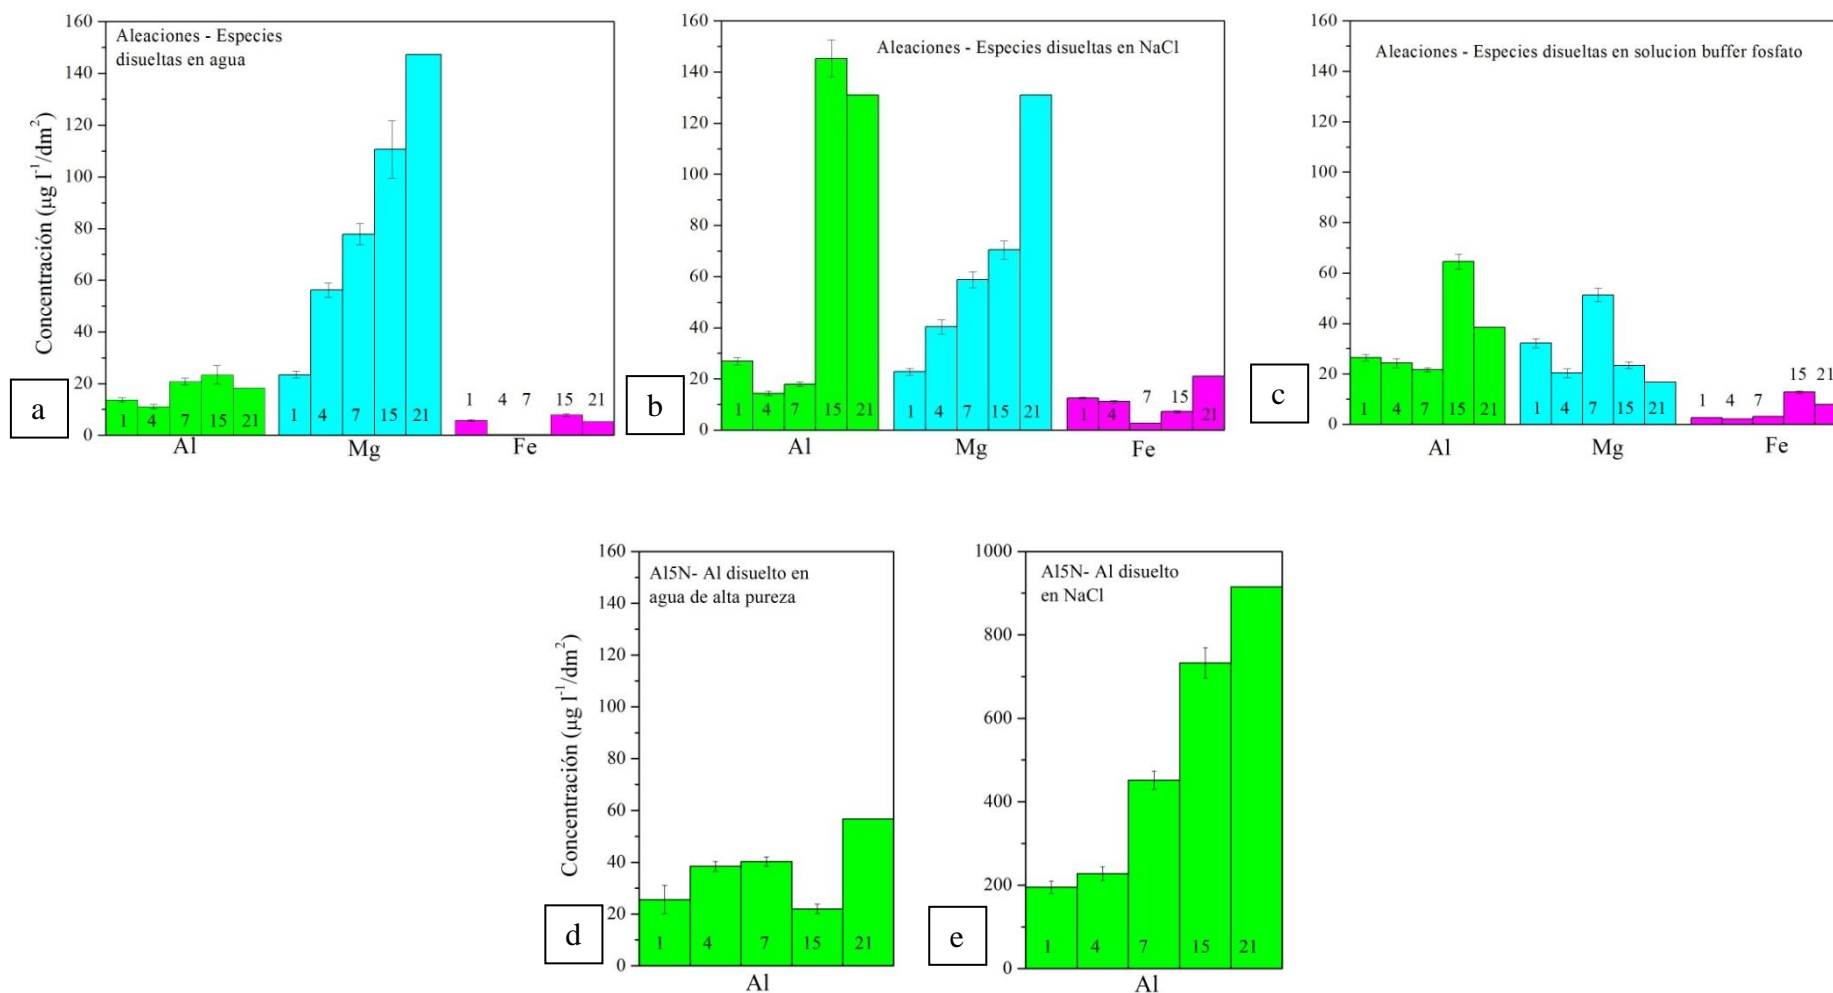 160
140
120
100
80
60
40
20
0
Concentración (µg l⁻¹/dm²)
Aleaciones - Especies
disueltas en agua
1 4 7 15 21
1 4 7 15 21
1 4 7 15 21
Al Mg Fe
a
160
140
120
100
80
60
40
20
0
Aleaciones - Especies disueltas en NaCl
1 4 7 15 21
1 4 7 15 21
1 4 7 15 21
Al Mg Fe
b
160
140
120
100
80
60
40
20
0
Aleaciones - Especies disueltas en solucion buffer fosfato
1 4 7 15 21
1 4 7 15 21
1 4 7 15 21
Al Mg Fe
c
160
140
120
100
80
60
40
20
0
Concentración (µg l⁻¹/dm²)
Al5N- Al disuelto en
agua de alta pureza
1 4 7 15 21
Al
d
1000
800
600
400
200
0
Al5N- Al disuelto
en NaCl
1 4 7 15 21
Al
e